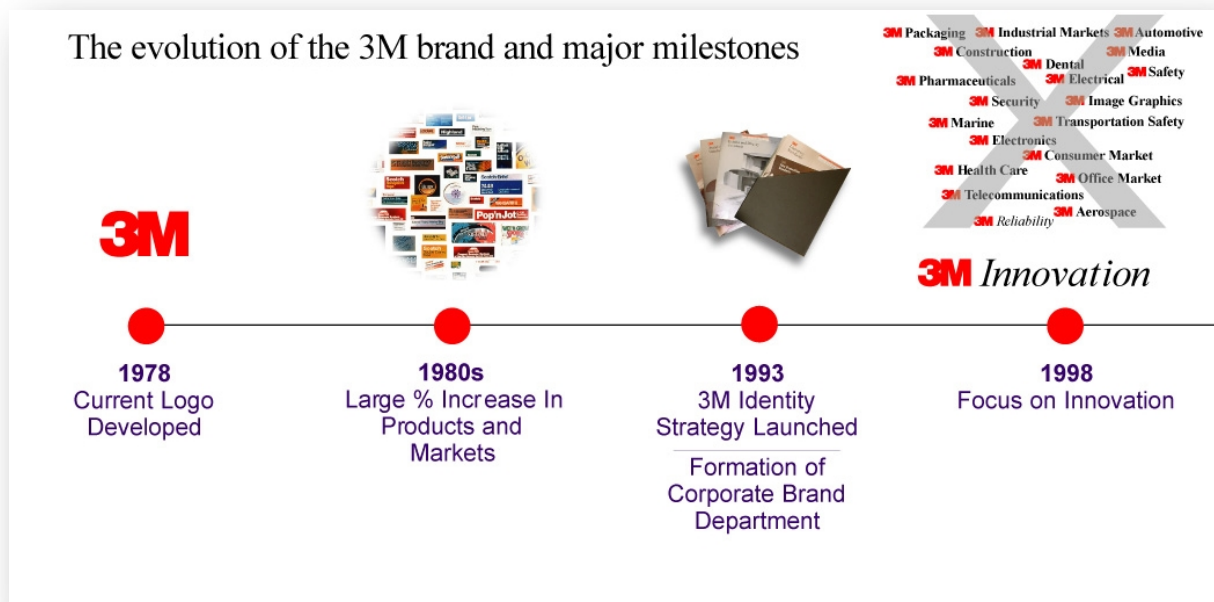 The evolution of the 3M brand and major milestones
3M Packaging 3M Industrial Markets 3M Automotive
3M Construction 3M Media
3M Dental
3M Pharmaceuticals 3M Electrical 3M Safety
3M Security 3M Image Graphics
3M Marine 3M Transportation Safety
3M Electronics
3M Consumer Market
3M Health Care 3M Office Market
3M Telecommunications
3M Reliability 3M Aerospace
3M
Highland
Pop'n Jot
3M Innovation
1978
Current Logo
Developed
1980s
Large % Increase In
Products and
Markets
1993
3M Identity
Strategy Launched
Formation of
Corporate Brand
Department
1998
Focus on Innovation